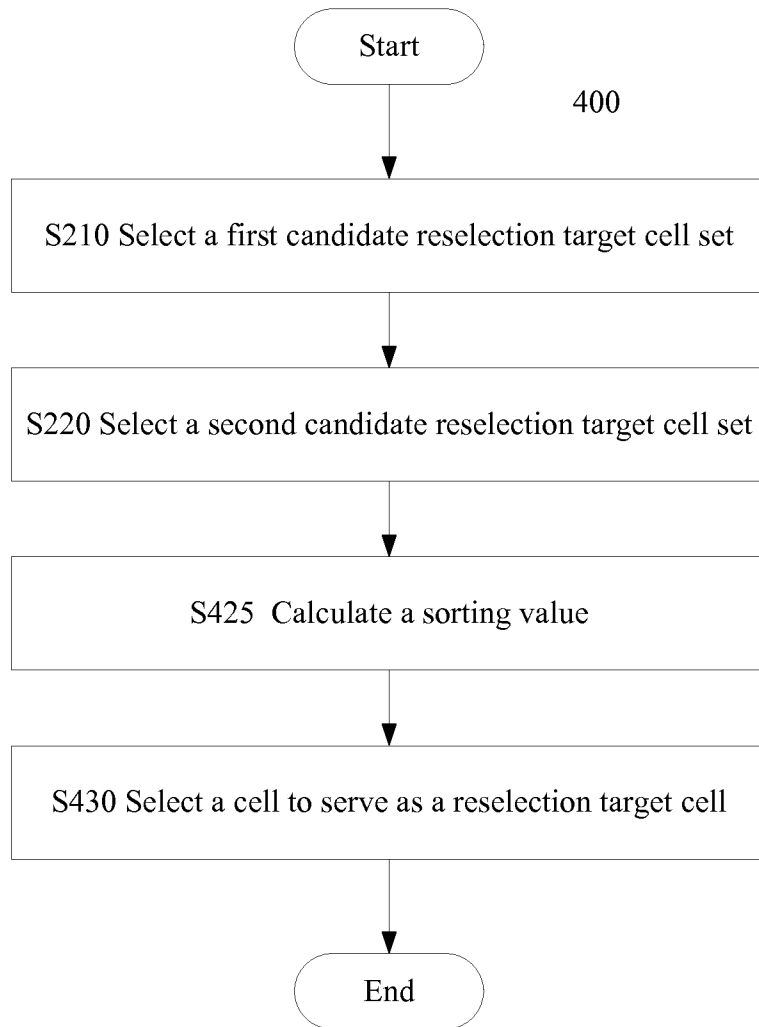 Start
400
S210 Select a first candidate reselection target cell set
S220 Select a second candidate reselection target cell set
S425 Calculate a sorting value
S430 Select a cell to serve as a reselection target cell
End